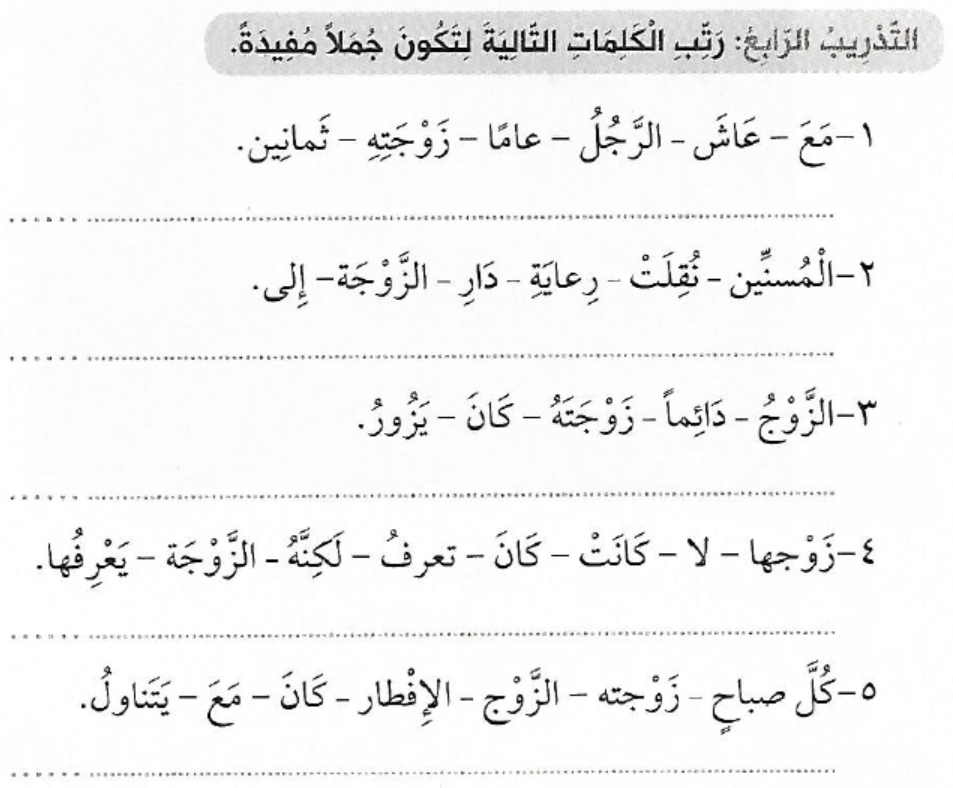 التَّدْرِيبُ الرَّابِعُ: رَتِّبِ الْكَلِمَاتِ التَّالِيَةَ لِتَكُونَ جُمَلاً مُفِيدَةً.
١-مَعَ - عَاشَ - الرَّجُلُ - عامًا - زَوْجَتِهِ - ثَمانِين.
٢-الْمُسنِّين - نُقِلَتْ - رِعايَةِ - دَارِ - الزَّوْجَة- إِلى.
٣-الزَّوْجُ - دَائِماً - زَوْجَتَهُ - كَانَ - يَزُورُ.
٤-زَوْجها - لا - كَانَتْ - كَانَ - تعرفُ - لَكِنَّهُ - الزَّوْجَة - يَعْرِفُها.
٥-كُلَّ صباحٍ - زَوْجته - الزَّوْج - الإِفْطار - كَانَ - مَعَ - يَتَناولُ.